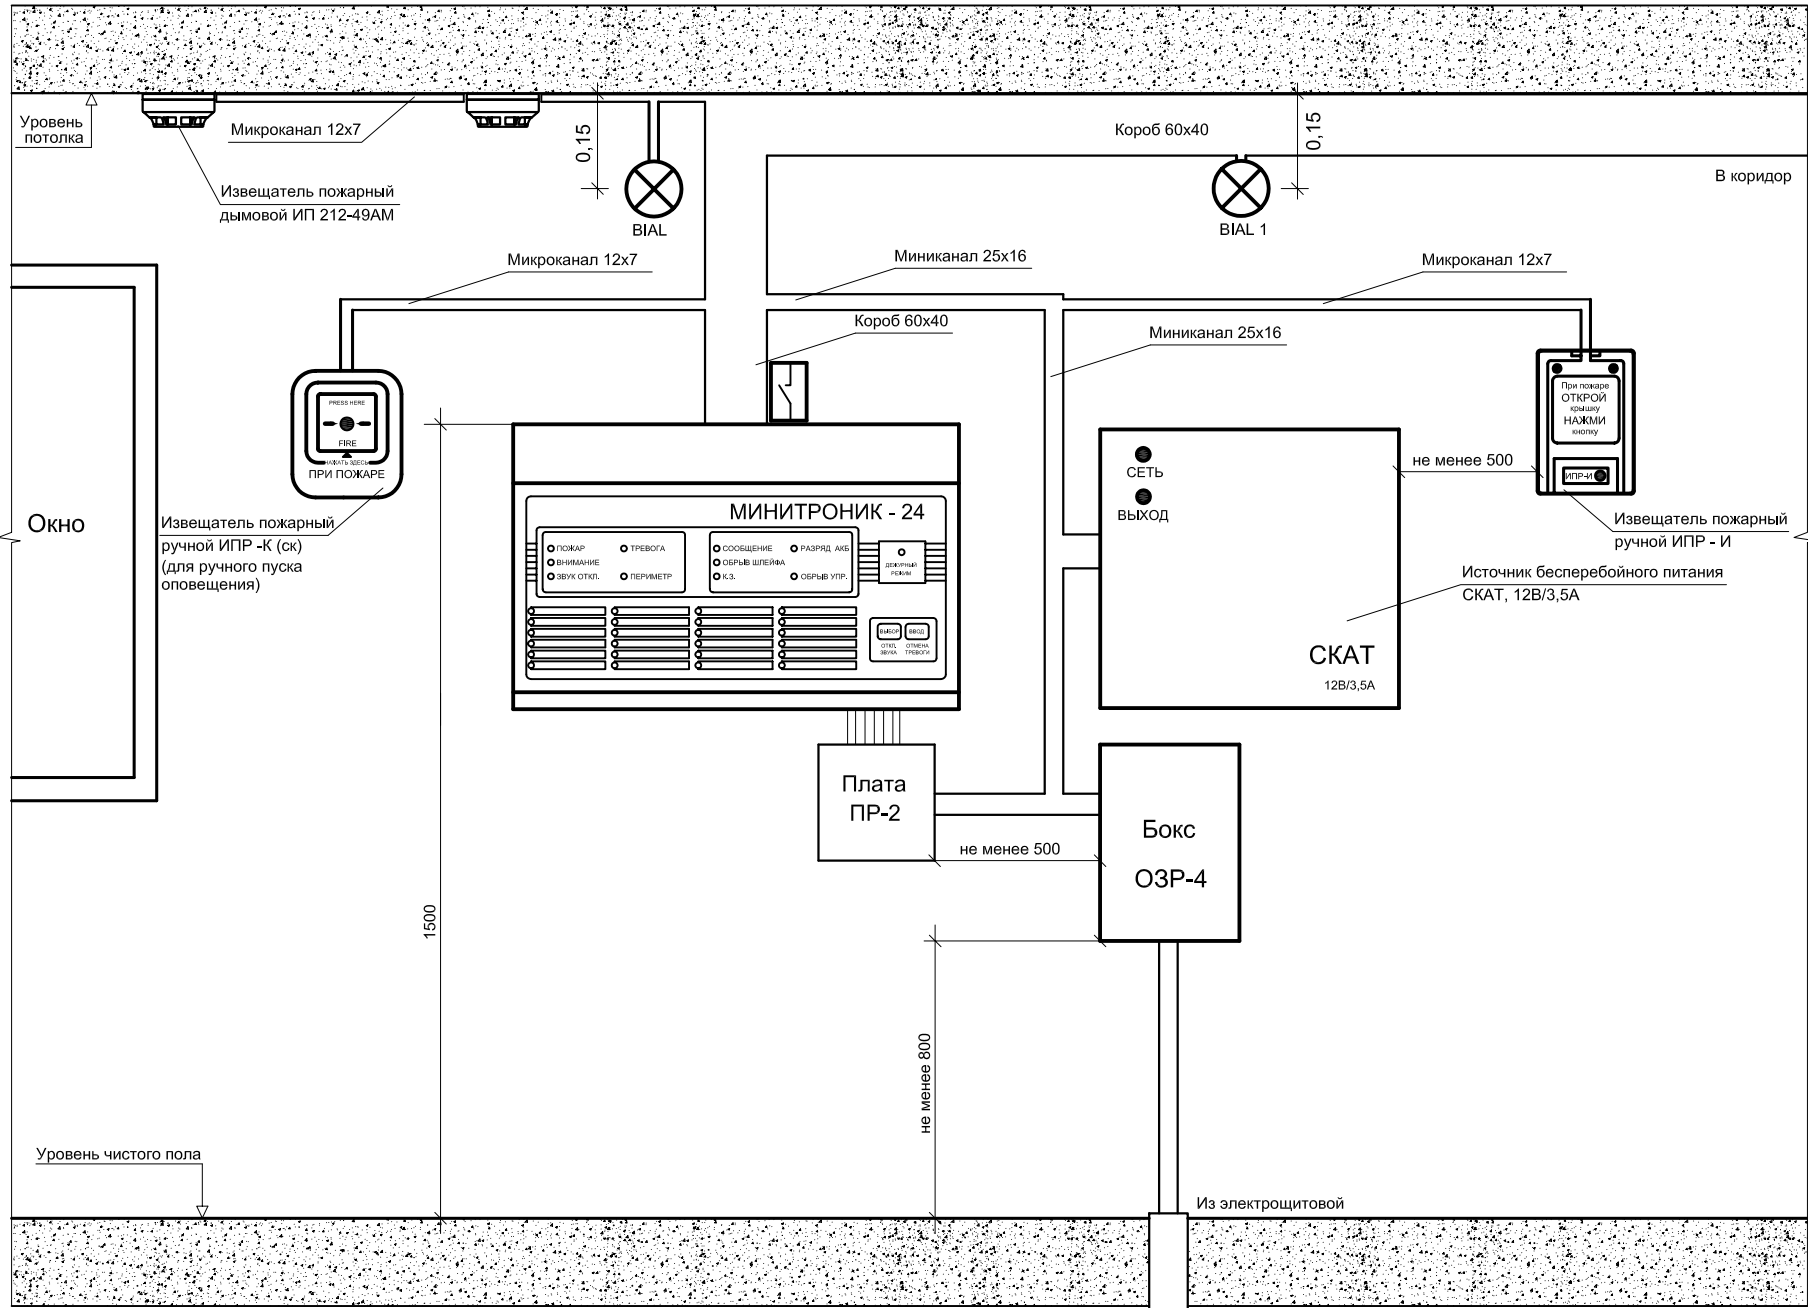 Уровень
потолка
Микроканал 12х7
0,15
Короб 60х40
0,15
В коридор
Извещатель пожарный
дымовой ИП 212-49АМ
BIAL
BIAL 1
Микроканал 12х7
Миниканал 25х16
Микроканал 12х7
Короб 60х40
Миниканал 25х16
PRESS HERE
FIRE
НАЖАТЬ ЗДЕСЬ
ПРИ ПОЖАРЕ
При пожаре
ОТКРОЙ
крышку
НАЖМИ
кнопку
ИПР-И
не менее 500
СЕТЬ
ВЫХОД
Окно
Извещатель пожарный
ручной ИПР -К (ск)
(для ручного пуска
оповещения)
МИНИТРОНИК - 24
ПОЖАР
ТРЕВОГА
ВНИМАНИЕ
ЗВУК ОТКЛ.
ПЕРИМЕТР
СООБЩЕНИЕ
РАЗРЯД АКБ
ОБРЫВ ШЛЕЙФА
К.З.
ОБРЫВ УПР.
ДЕЖУРНЫЙ
РЕЖИМ
ВЫБОР
ВВОД
ОТКЛ.
ЗВУКА
ОТМЕНА
ТРЕВОГИ
Извещатель пожарный
ручной ИПР - И
Источник бесперебойного питания
СКАТ, 12В/3,5А
СКАТ
12В/3,5А
Плата
ПР-2
не менее 500
Бокс
ОЗР-4
1500
не менее 800
Уровень чистого пола
Из электрощитовой